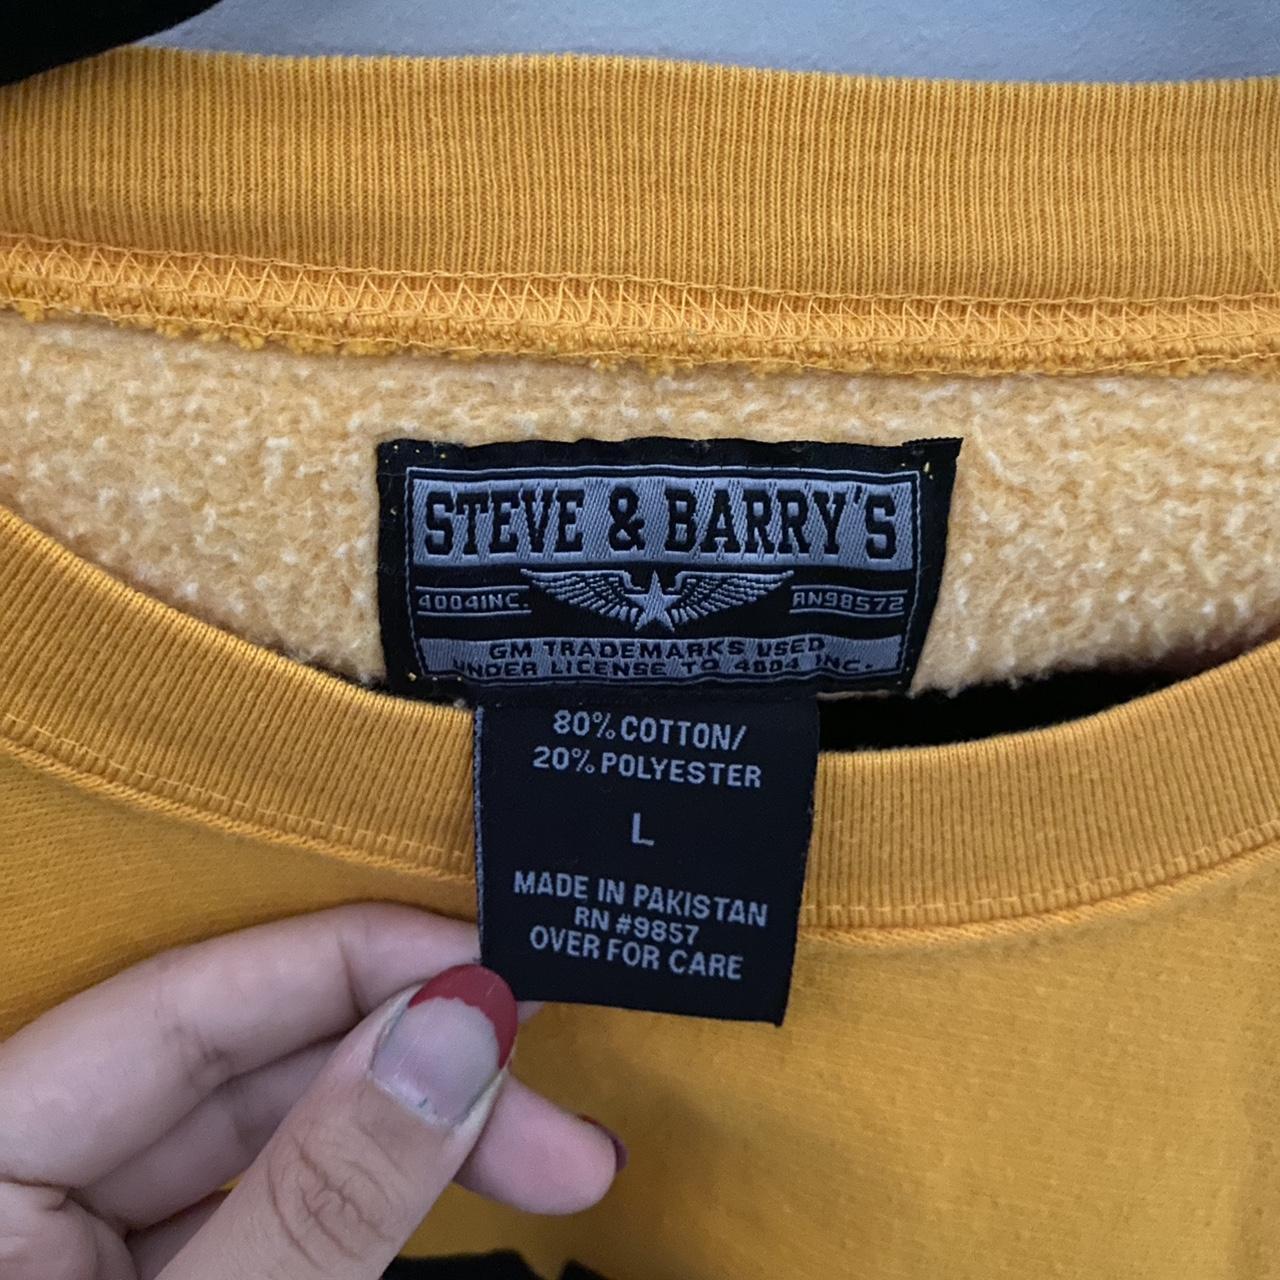 STEVE & BARRY'S
4004INC. RN98572
GM TRADEMARKS USED
UNDER LICENSE TO 4004 INC.
80% COTTON/
20% POLYESTER
L
MADE IN PAKISTAN
RN #9857
OVER FOR CARE